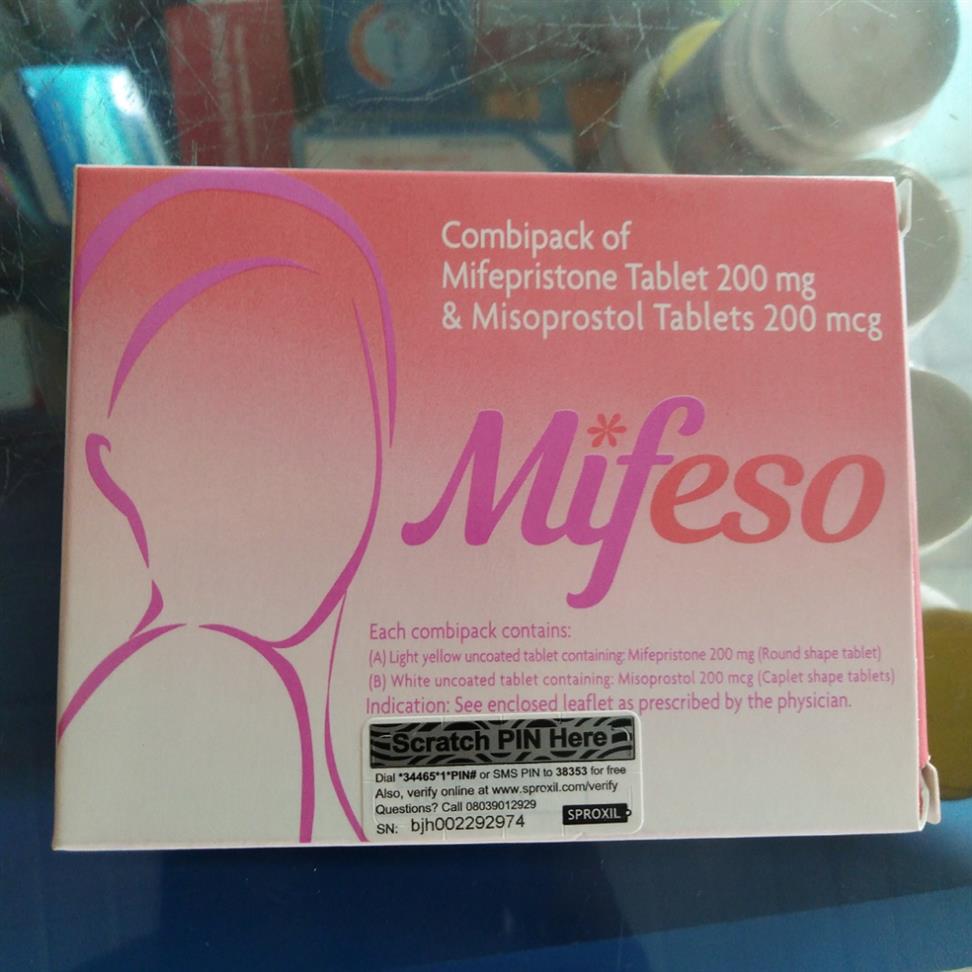 Combipack of
Mifepristone Tablet 200 mg
& Misoprostol Tablets 200 mcg
Mifeso
Each combipack contains:
(A) Light yellow uncoated tablet containing: Mifepristone 200 mg (Round shape tablet)
(B) White uncoated tablet containing: Misoprostol 200 mcg (Caplet shape tablets)
Indication: See enclosed leaflet as prescribed by the physician.
Scratch PIN Here
Dial *34465*1*PIN# or SMS PIN to 38353 for free
Also, verify online at www.sproxil.com/verify
Questions? Call 08039012929
SN: bjh002292974
SPROXIL